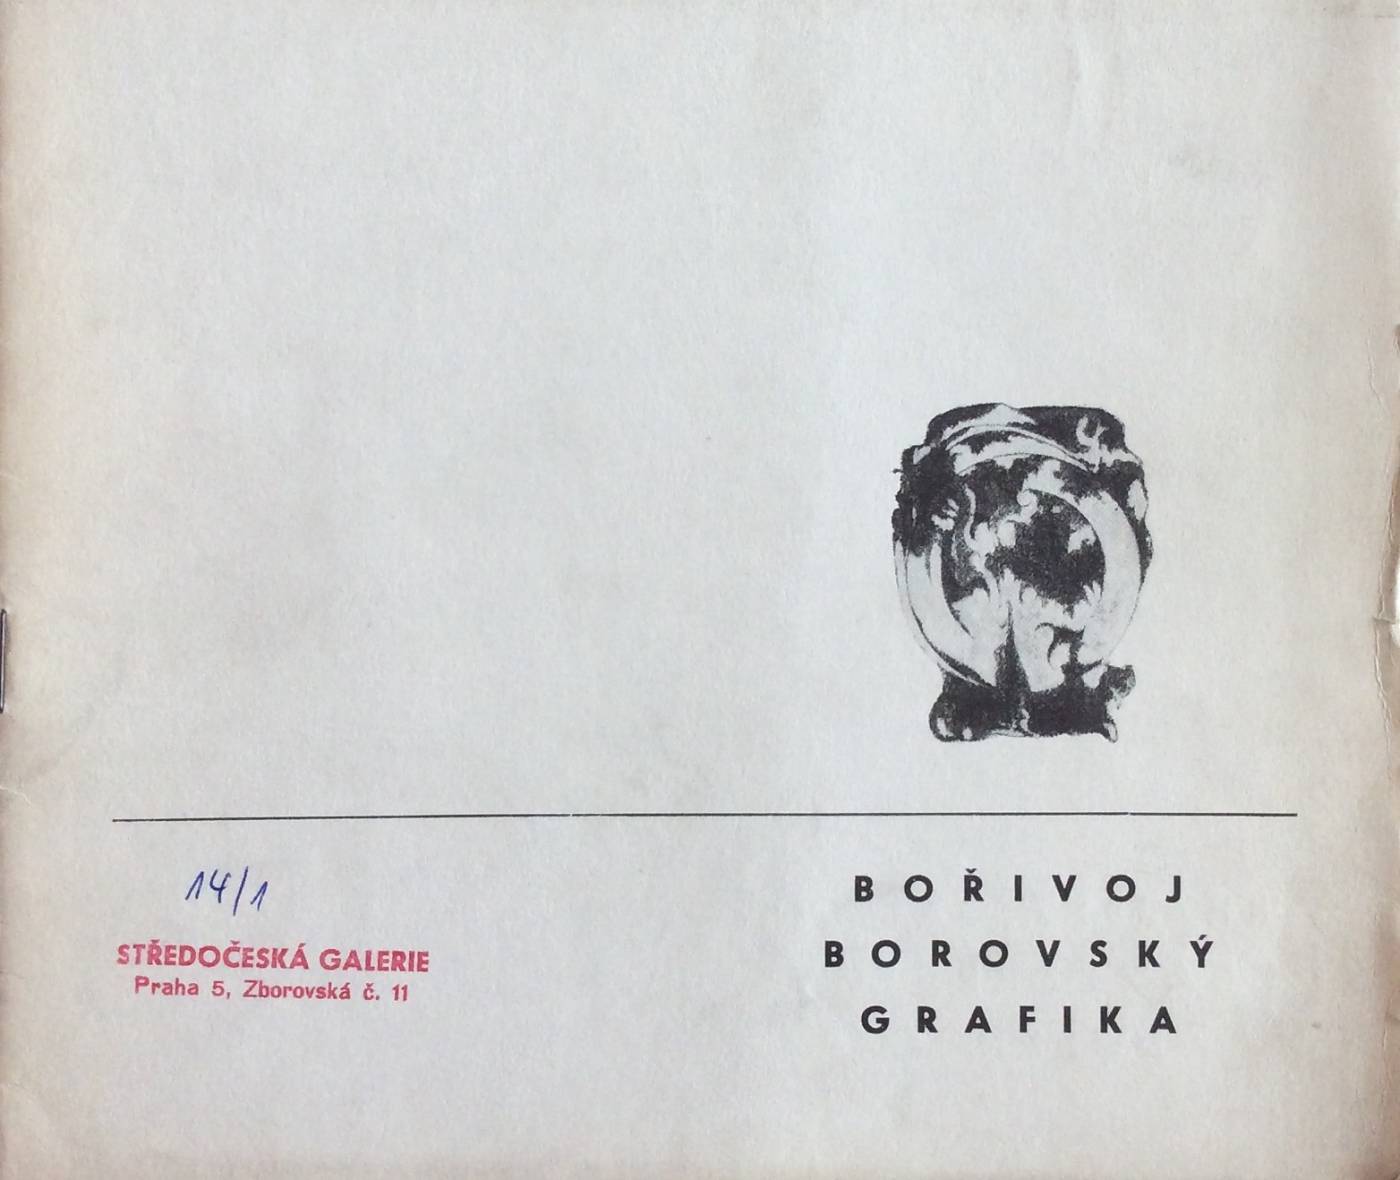 14/1
STŘEDOČESKÁ GALERIE
Praha 5, Zborovská č. 11
BOŘIVOJ
BOROVSKÝ
GRAFIKA